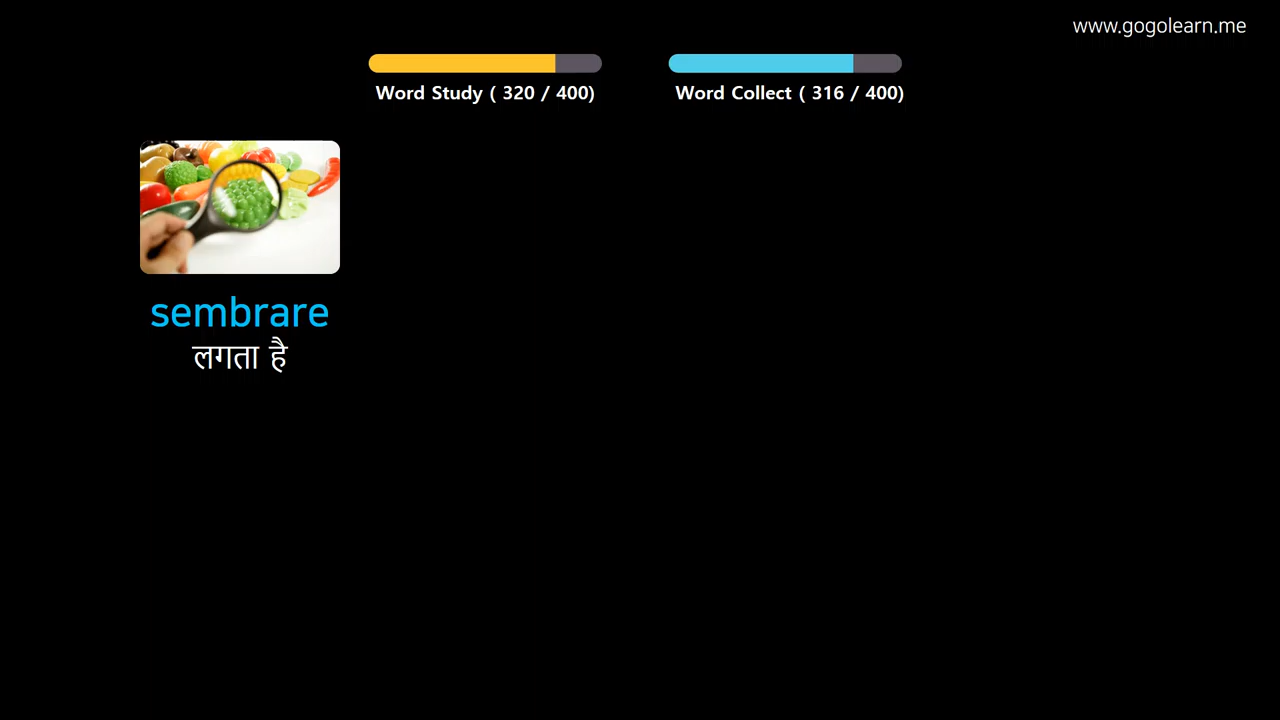 www.gogolearn.me
Word Study ( 320 / 400)
Word Collect ( 316 / 400)
sembrare
लगता है